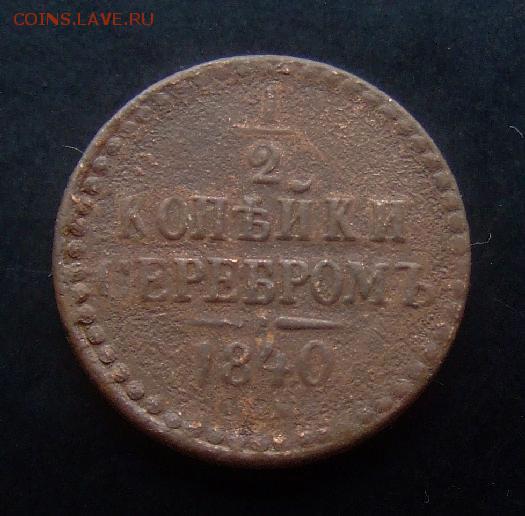 COINS.LAVE.RU
1
2
КОПѢЙКИ
СЕРЕБРОМЪ
1840